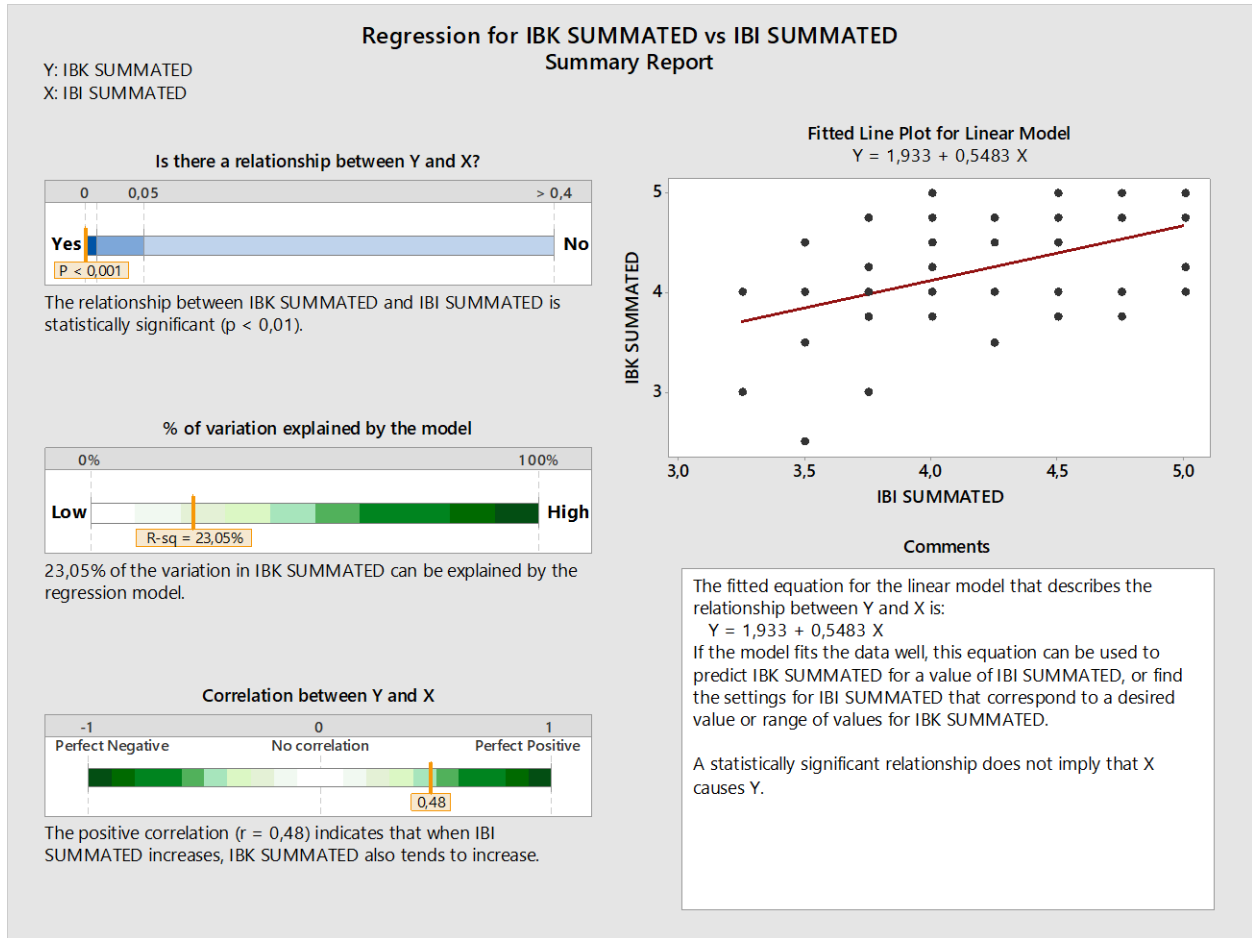 Regression for IBK SUMMATED vs IBI SUMMATED
Summary Report
Y: IBK SUMMATED
X: IBI SUMMATED
Is there a relationship between Y and X?
0 0,05 > 0,4
Yes No
P < 0,001
The relationship between IBK SUMMATED and IBI SUMMATED is
statistically significant (p < 0,01).
% of variation explained by the model
0% 100%
Low High
R-sq = 23,05%
23,05% of the variation in IBK SUMMATED can be explained by the
regression model.
Correlation between Y and X
-1 0 1
Perfect Negative No correlation Perfect Positive
0,48
The positive correlation (r = 0,48) indicates that when IBI
SUMMATED increases, IBK SUMMATED also tends to increase.
Fitted Line Plot for Linear Model
Y = 1,933 + 0,5483 X
5
4
3
IBK SUMMATED
3,0 3,5 4,0 4,5 5,0
IBI SUMMATED
Comments
The fitted equation for the linear model that describes the
relationship between Y and X is:
Y = 1,933 + 0,5483 X
If the model fits the data well, this equation can be used to
predict IBK SUMMATED for a value of IBI SUMMATED, or find
the settings for IBI SUMMATED that correspond to a desired
value or range of values for IBK SUMMATED.
A statistically significant relationship does not imply that X
causes Y.